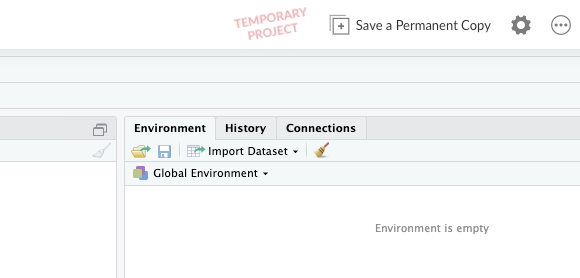 TEMPORARY
PROJECT
Save a Permanent Copy
Environment History Connections
Import Dataset
Global Environment
Environment is empty